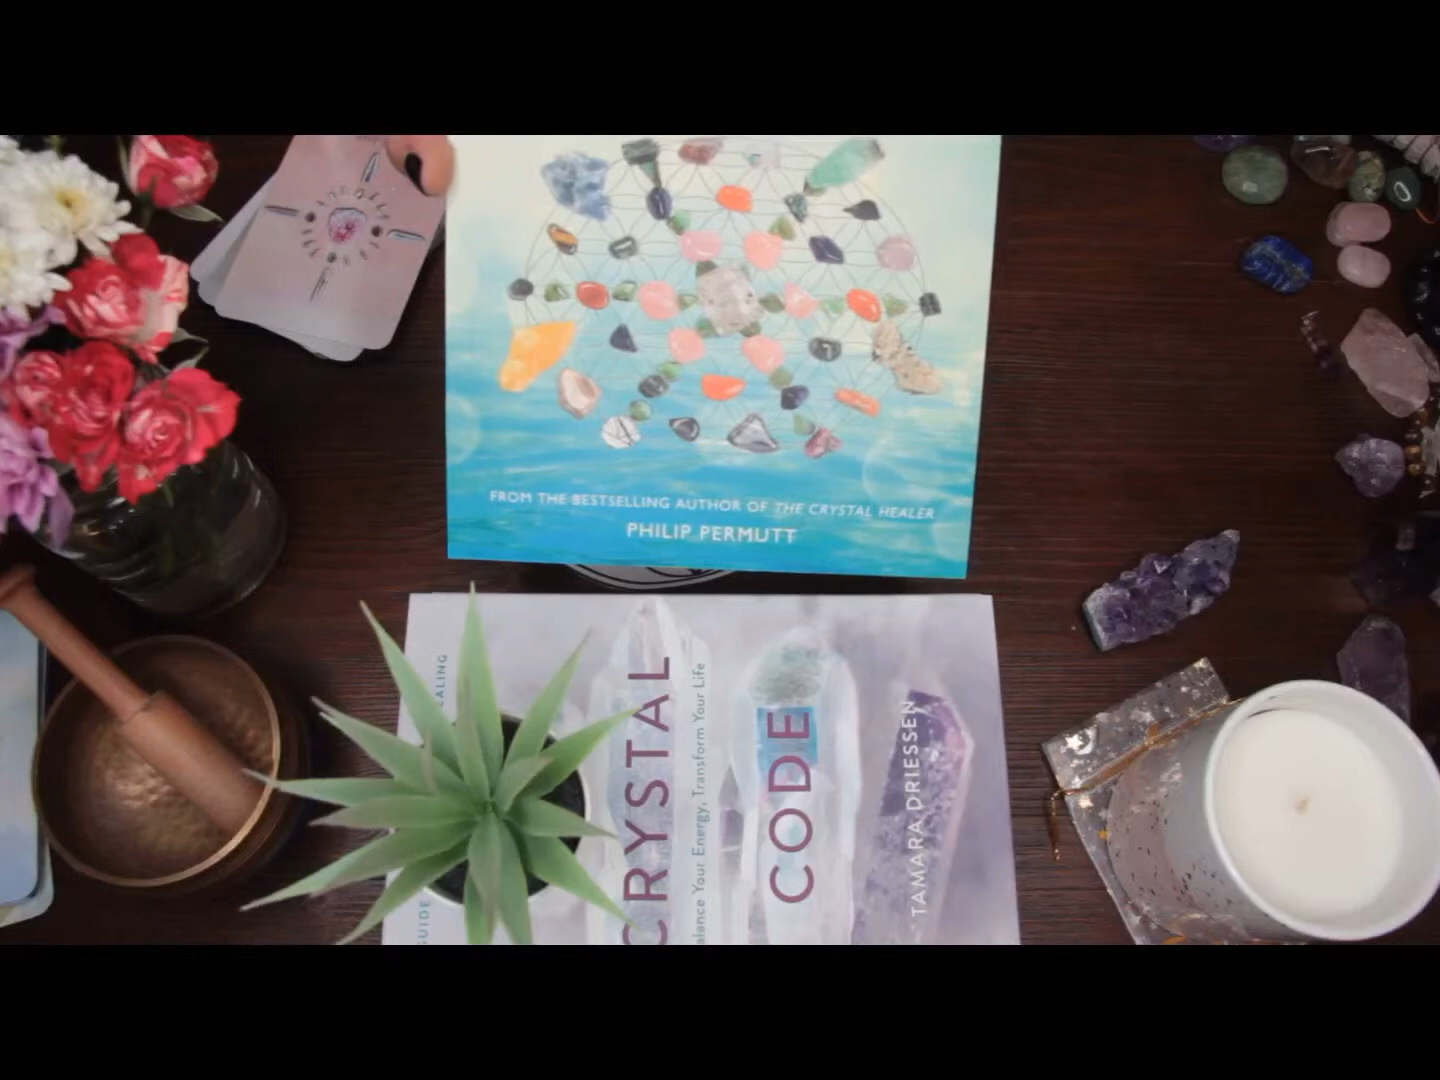 FROM THE BESTSELLING AUTHOR OF THE CRYSTAL HEALER
PHILIP PERMUTT
CRYSTAL
Your Energy, Transform Your Life
CODE
TAMARA DRIESSEN